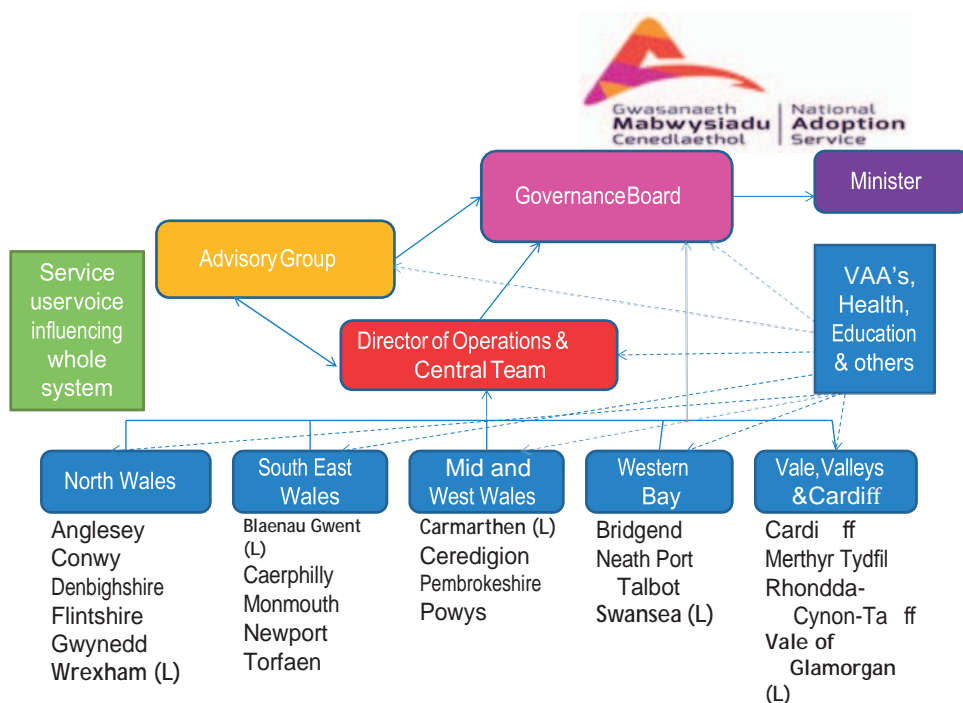 Gwasanaeth
Mabwysiadu
Cenedlaethol
National
Adoption
Service
Governance Board
Minister
Advisory Group
Service
user voice
influencing
whole
system
VAA's,
Health,
Education
& others
Director of Operations &
Central Team
North Wales
South East
Wales
Mid and
West Wales
Western
Bay
Vale, Valleys
& Cardiff
Anglesey
Conwy
Denbighshire
Flintshire
Gwynedd
Wrexham (L)
Blaenau Gwent
(L)
Caerphilly
Monmouth
Newport
Torfaen
Carmarthen (L)
Ceredigion
Pembrokeshire
Powys
Bridgend
Neath Port
Talbot
Swansea (L)
Cardi ff
Merthyr Tydfil
Rhondda-
Cynon-Ta ff
Vale of
Glamorgan
(L)